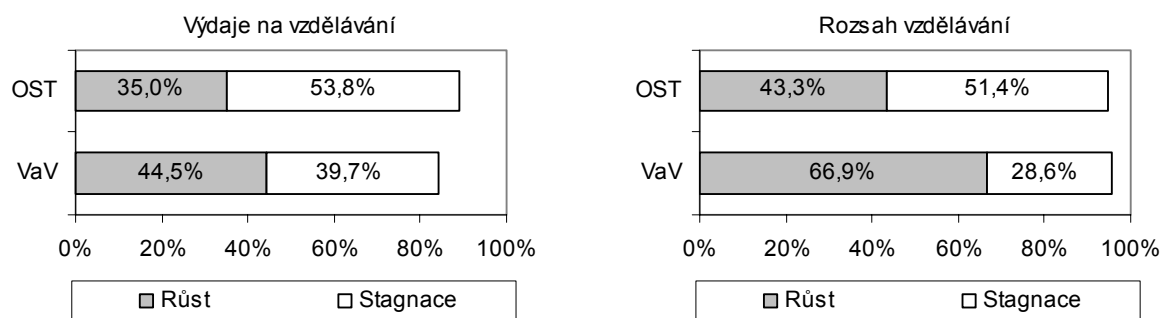 Výdaje na vzdělávání
OST
35,0%
53,8%
VaV
44,5%
39,7%
0%
20%
40%
60%
80%
100%
Růst
Stagnace
Rozsah vzdělávání
OST
43,3%
51,4%
VaV
66,9%
28,6%
0%
20%
40%
60%
80%
100%
Růst
Stagnace